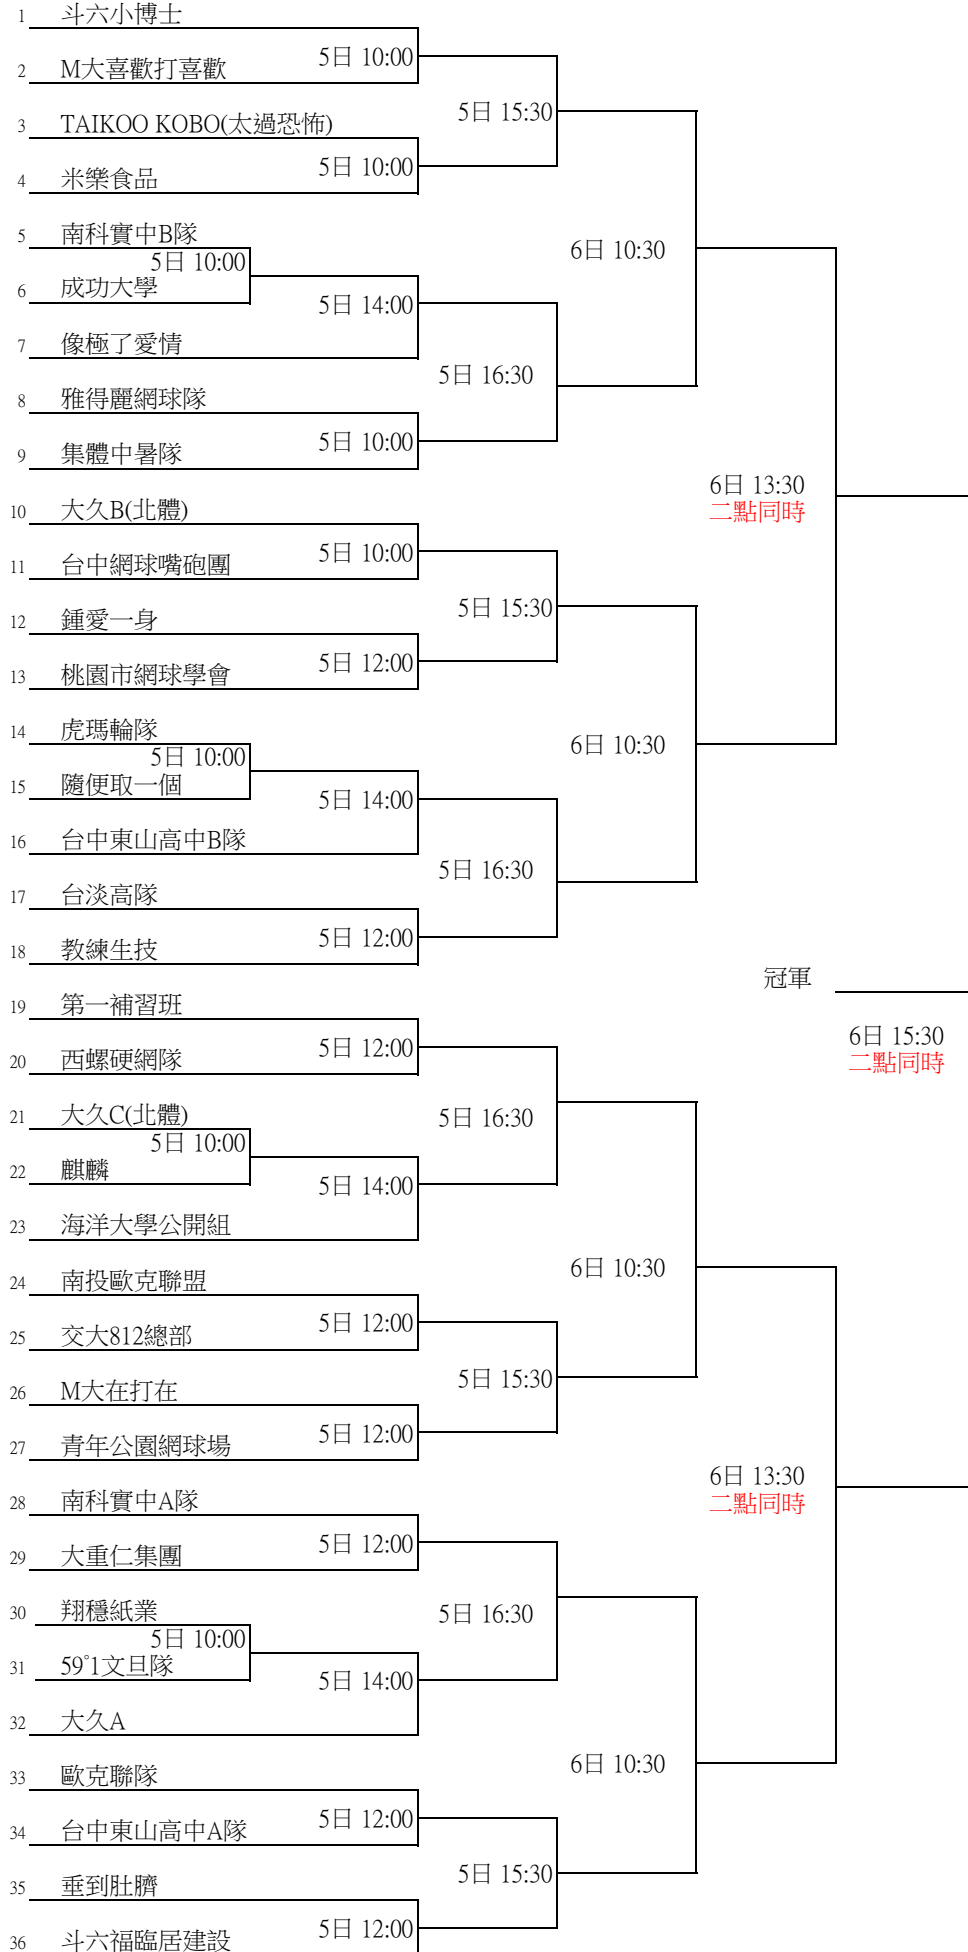 1 斗六小博士
5日 10:00
2 M大喜歡打喜歡
5日 15:30
3 TAIKOO KOBO(太過恐怖)
5日 10:00
4 米樂食品
5 南科實中B隊
6日 10:30
5日 10:00
6 成功大學
5日 14:00
7 像極了愛情
5日 16:30
8 雅得麗網球隊
5日 10:00
9 集體中暑隊
6日 13:30
二點同時
10 大久B(北體)
5日 10:00
11 台中網球嘴砲團
5日 15:30
12 鍾愛一身
5日 12:00
13 桃園市網球學會
14 虎瑪輪隊
6日 10:30
5日 10:00
15 隨便取一個
5日 14:00
16 台中東山高中B隊
5日 16:30
17 台淡高隊
5日 12:00
18 教練生技
冠軍
19 第一補習班
6日 15:30
二點同時
5日 12:00
20 西螺硬網隊
21 大久C(北體)
5日 16:30
5日 10:00
22 麒麟
5日 14:00
23 海洋大學公開組
6日 10:30
24 南投歐克聯盟
5日 12:00
25 交大812總部
5日 15:30
26 M大在打在
5日 12:00
27 青年公園網球場
6日 13:30
二點同時
28 南科實中A隊
5日 12:00
29 大重仁集團
30 翔穩紙業
5日 16:30
5日 10:00
31 59°1文旦隊
5日 14:00
32 大久A
6日 10:30
33 歐克聯隊
5日 12:00
34 台中東山高中A隊
5日 15:30
35 垂到肚臍
5日 12:00
36 斗六福臨居建設